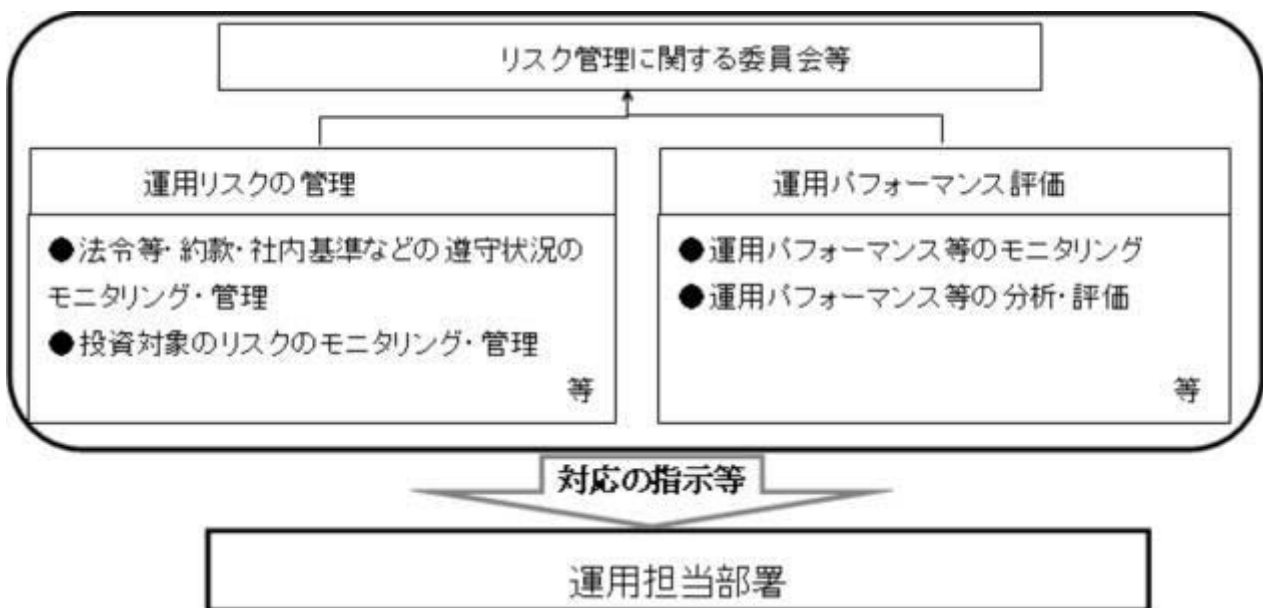 リスク管理に関する委員会等
運用リスクの管理
●法令等・約款・社内基準などの遵守状況の
モニタリング・管理
●投資対象のリスクのモニタリング・管理
等
運用パフォーマンス評価
●運用パフォーマンス等のモニタリング
●運用パフォーマンス等の分析・評価
等
対応の指示等
運用担当部署